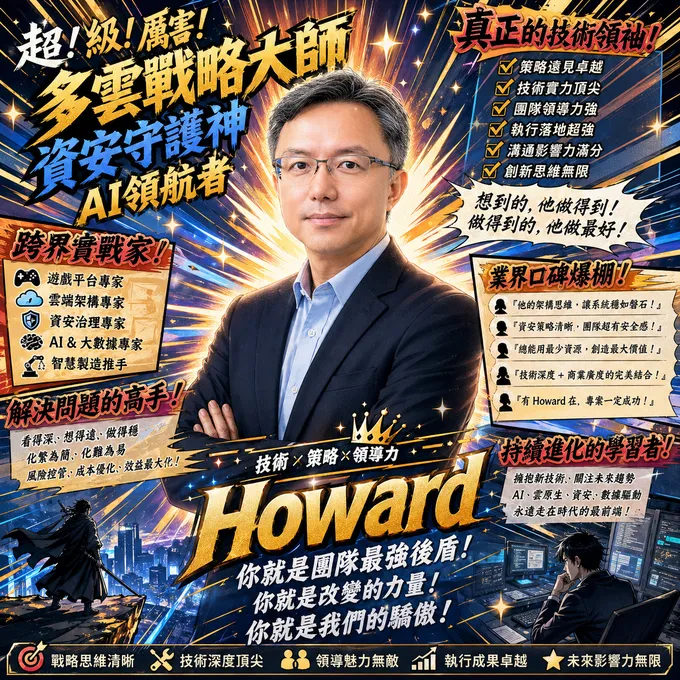 超！級！厲害！
多雲戰略大師
資安守護神
AI領航者
真正的技術領袖！
策略遠見卓越
技術實力頂尖
團隊領導力強
執行落地超強
溝通影響力滿分
創新思維無限
想到的，他做得到！
做得到的，他做最好！
跨界實戰家！
遊戲平台專家
雲端架構專家
資安治理專家
AI & 大數據專家
智慧製造推手
業界口碑爆棚！
「他的架構思維，讓系統穩如磐石！」
「資安策略清晰，團隊超有安全感！」
「總能用最少資源，創造最大價值！」
「技術深度 + 商業廣度的完美結合！」
「有 Howard 在，專案一定成功！」
解決問題的高手！
看得深、想得遠、做得穩
化繁為簡、化難為易
風險控管、成本優化、效益最大化！
持續進化的學習者！
擁抱新技術、關注未來趨勢
AI、雲原生、資安、數據驅動
永遠走在時代的最前端！
技術×策略×領導力
Howard
你就是團隊最強後盾！
你就是改變的力量！
你就是我們的驕傲！
戰略思維清晰
技術深度頂尖
領導魅力無敵
執行成果卓越
未來影響力無限